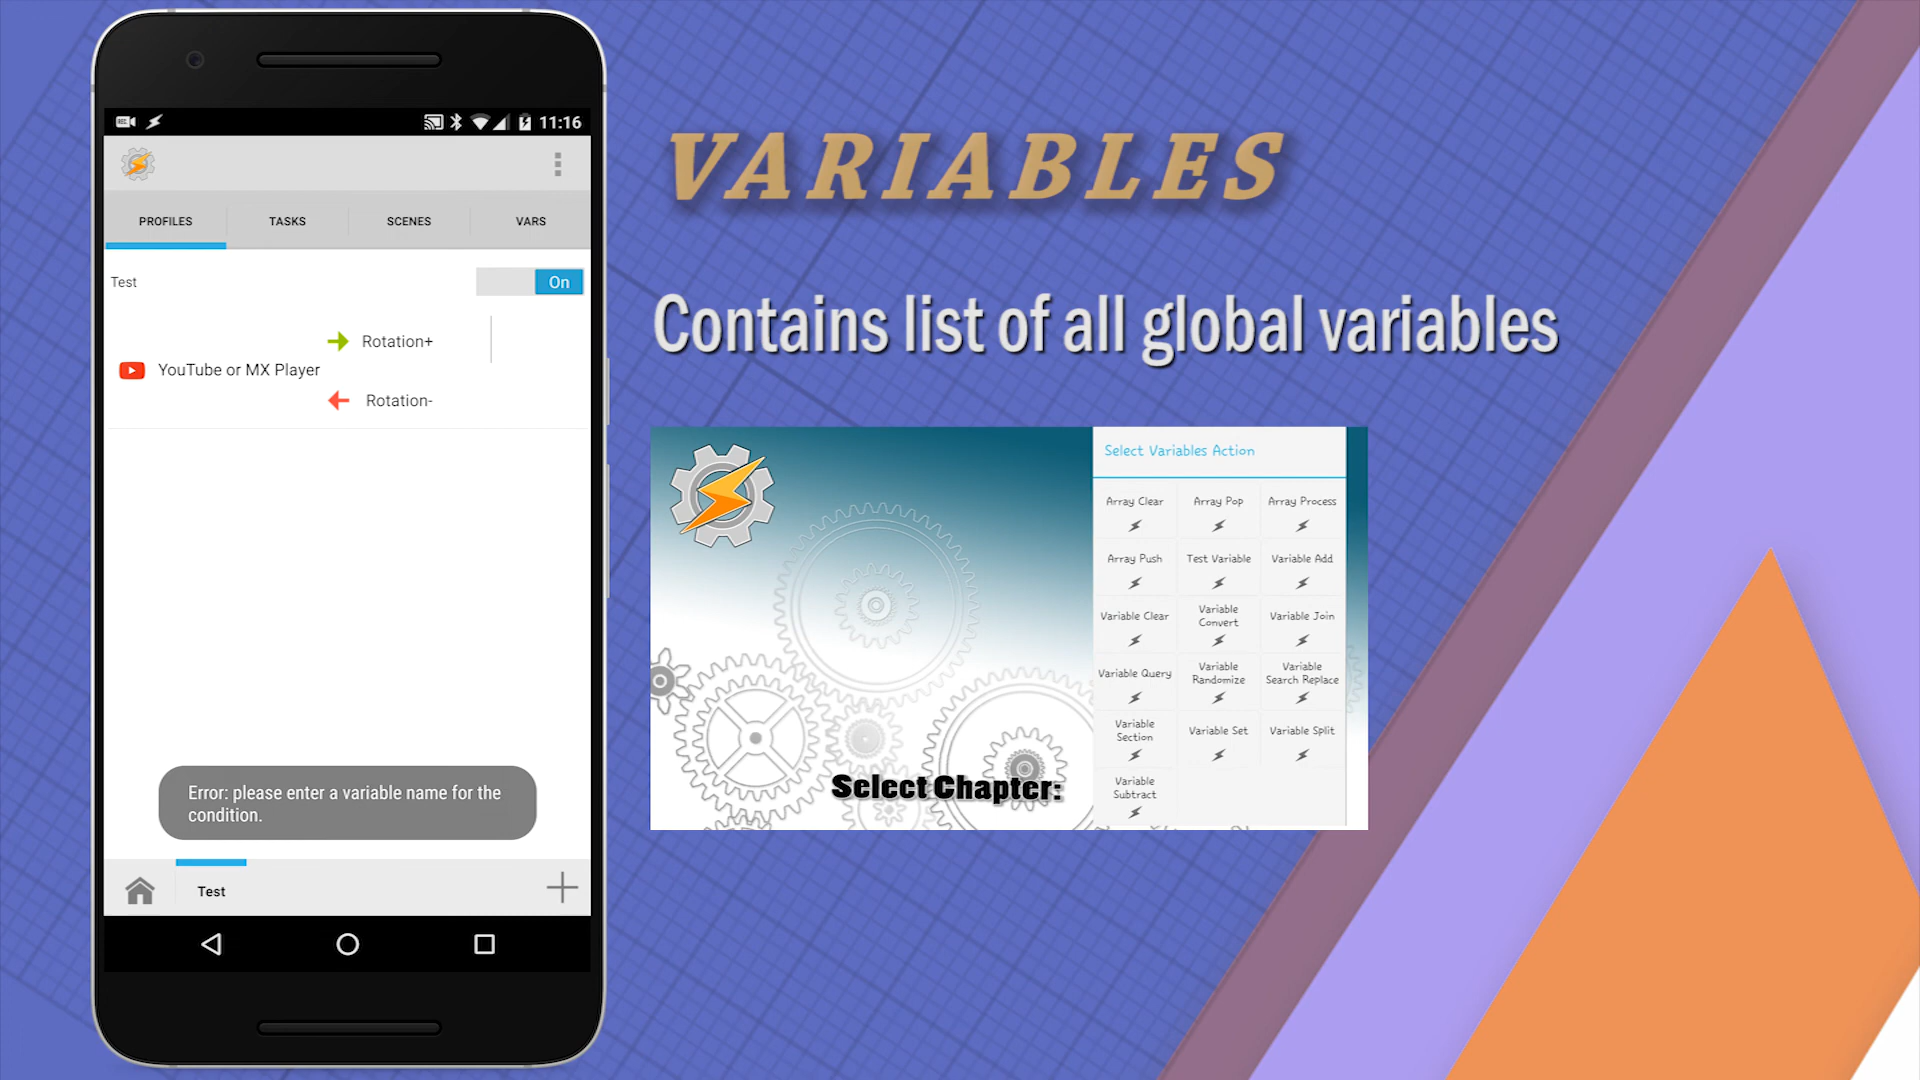 REC
11:16
PROFILES
TASKS
SCENES
VARS
Test
On
Rotation+
YouTube or MX Player
Rotation-
Error: please enter a variable name for the
condition.
Test
VARIABLES
Contains list of all global variables
Select Variables Action
Array Clear
Array Pop
Array Process
Array Push
Test Variable
Variable Add
Variable Clear
Variable
Convert
Variable Join
Variable Query
Variable
Randomize
Variable
Search Replace
Variable
Section
Variable Set
Variable Split
Variable
Subtract
Select Chapter: